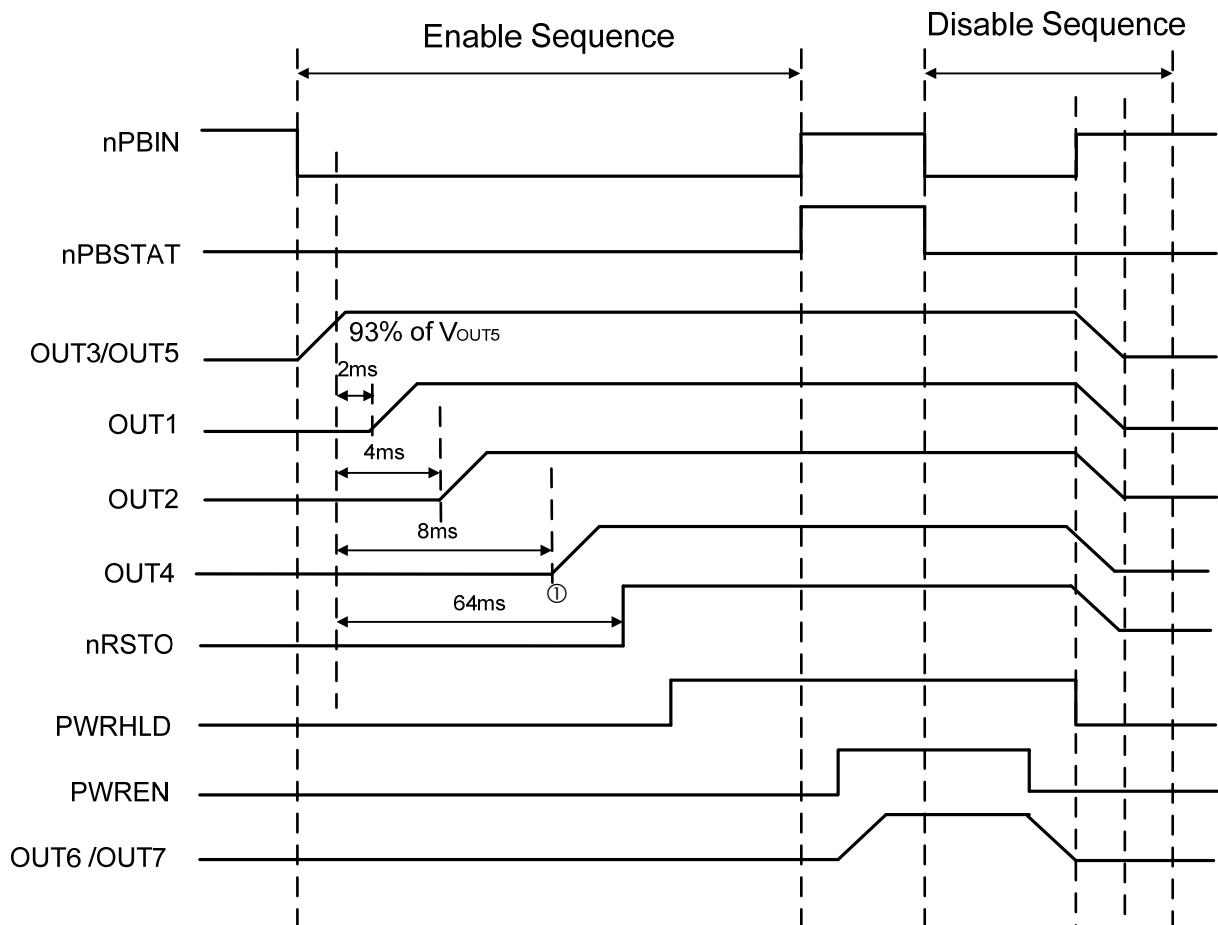 Enable Sequence
Disable Sequence
nPBIN
nPBSTAT
93% of VOUT5
OUT3/OUT5
2ms
OUT1
4ms
OUT2
8ms
OUT4
①
64ms
nRSTO
PWRHLD
PWREN
OUT6 /OUT7